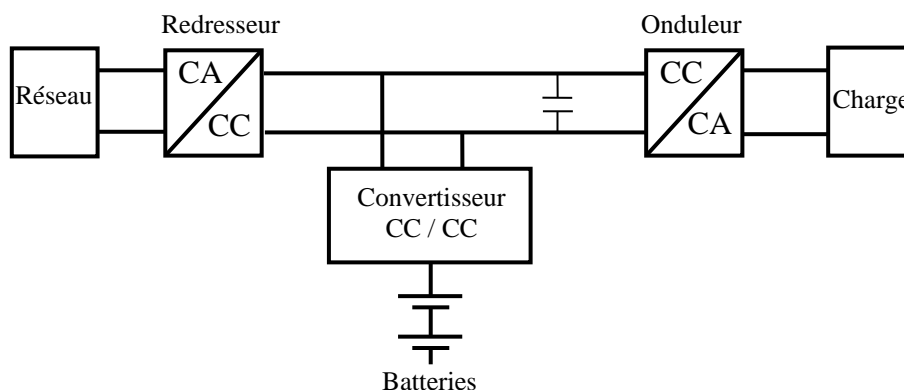 Redresseur
Onduleur
Réseau
CA
CC
CC
CA
Charge
Convertisseur
CC / CC
Batteries